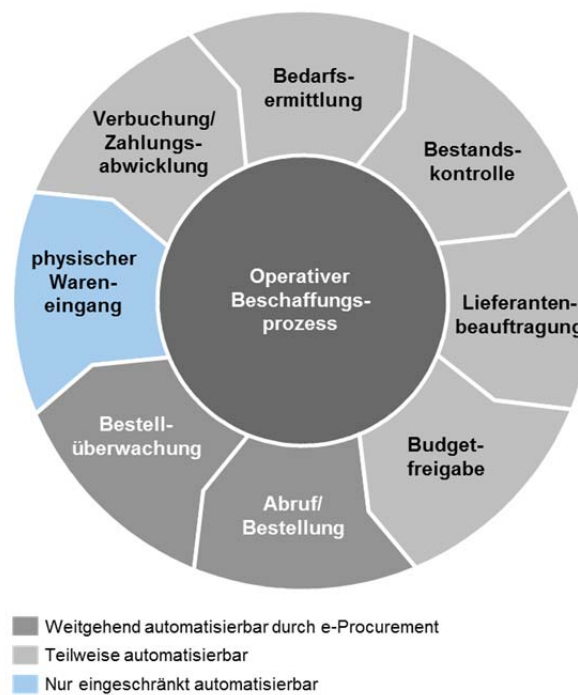 Bedarfs-
ermittlung
Bestands-
kontrolle
Lieferanten-
beauftragung
Budget-
freigabe
Abruf/
Bestellung
Bestell-
überwachung
physischer
Waren-
eingang
Verbuchung/
Zahlungs-
abwicklung
Operativer
Beschaffungs-
prozess
Weitgehend automatisierbar durch e-Procurement
Teilweise automatisierbar
Nur eingeschränkt automatisierbar